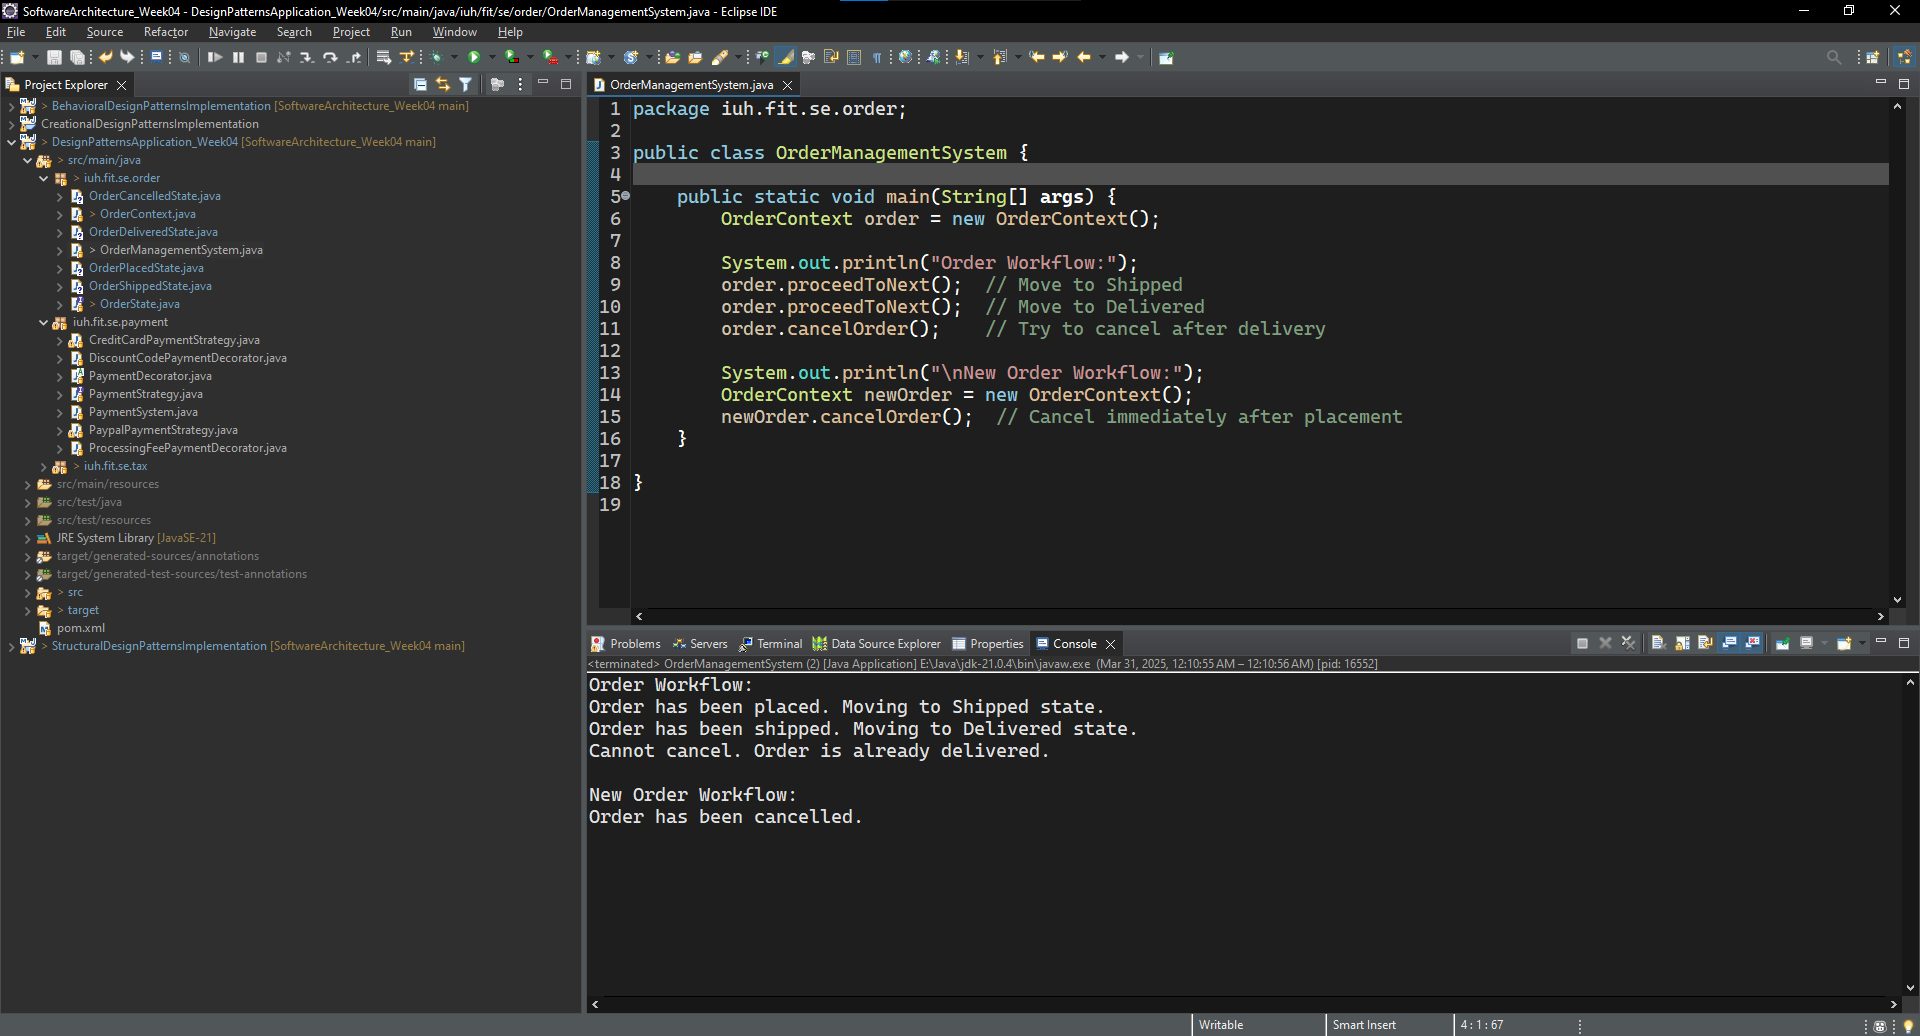 SoftwareArchitecture_Week04 - DesignPatternsApplication_Week04/src/main/java/iuh/fit/se/order/OrderManagementSystem.java - Eclipse IDE
File Edit Source Refactor Navigate Search Project Run Window Help
Project Explorer
> BehavioralDesignPatternsImplementation [SoftwareArchitecture_Week04 main]
CreationalDesignPatternsImplementation
> DesignPatternsApplication_Week04 [SoftwareArchitecture_Week04 main]
> src/main/java
> iuh.fit.se.order
OrderCancelledState.java
> OrderContext.java
OrderDeliveredState.java
> OrderManagementSystem.java
OrderPlacedState.java
OrderShippedState.java
> OrderState.java
iuh.fit.se.payment
CreditCardPaymentStrategy.java
DiscountCodePaymentDecorator.java
PaymentDecorator.java
PaymentStrategy.java
PaymentSystem.java
PaypalPaymentStrategy.java
ProcessingFeePaymentDecorator.java
> iuh.fit.se.tax
src/main/resources
src/test/java
src/test/resources
JRE System Library [JavaSE-21]
target/generated-sources/annotations
target/generated-test-sources/test-annotations
> src
> target
pom.xml
> StructuralDesignPatternsImplementation [SoftwareArchitecture_Week04 main]
OrderManagementSystem.java
1 package iuh.fit.se.order;
2
3 public class OrderManagementSystem {
4
5 public static void main(String[] args) {
6 OrderContext order = new OrderContext();
7
8 System.out.println("Order Workflow:");
9 order.proceedToNext();  // Move to Shipped
10 order.proceedToNext();  // Move to Delivered
11 order.cancelOrder();    // Try to cancel after delivery
12
13 System.out.println("\nNew Order Workflow:");
14 OrderContext newOrder = new OrderContext();
15 newOrder.cancelOrder();  // Cancel immediately after placement
16 }
17
18 }
19
Problems Servers Terminal Data Source Explorer Properties Console
<terminated> OrderManagementSystem (2) [Java Application] E:\Java\jdk-21.0.4\bin\javaw.exe (Mar 31, 2025, 12:10:55 AM – 12:10:56 AM) [pid: 16552]
Order Workflow:
Order has been placed. Moving to Shipped state.
Order has been shipped. Moving to Delivered state.
Cannot cancel. Order is already delivered.

New Order Workflow:
Order has been cancelled.
Writable Smart Insert 4 : 1 : 67